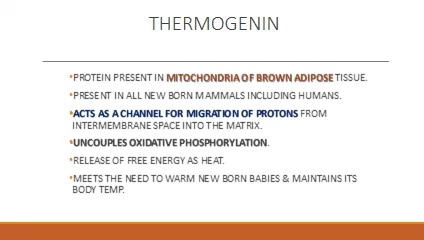 THERMOGENIN
•PROTEIN PRESENT IN MITOCHONDRIA OF BROWN ADIPOSE TISSUE.
•PRESENT IN ALL NEW BORN MAMMALS INCLUDING HUMANS.
•ACTS AS A CHANNEL FOR MIGRATION OF PROTONS FROM
INTERMEMBRANE SPACE INTO THE MATRIX.
•UNCOUPLES OXIDATIVE PHOSPHORYLATION.
•RELEASE OF FREE ENERGY AS HEAT.
•MEETS THE NEED TO WARM NEW BORN BABIES & MAINTAINS ITS
BODY TEMP.